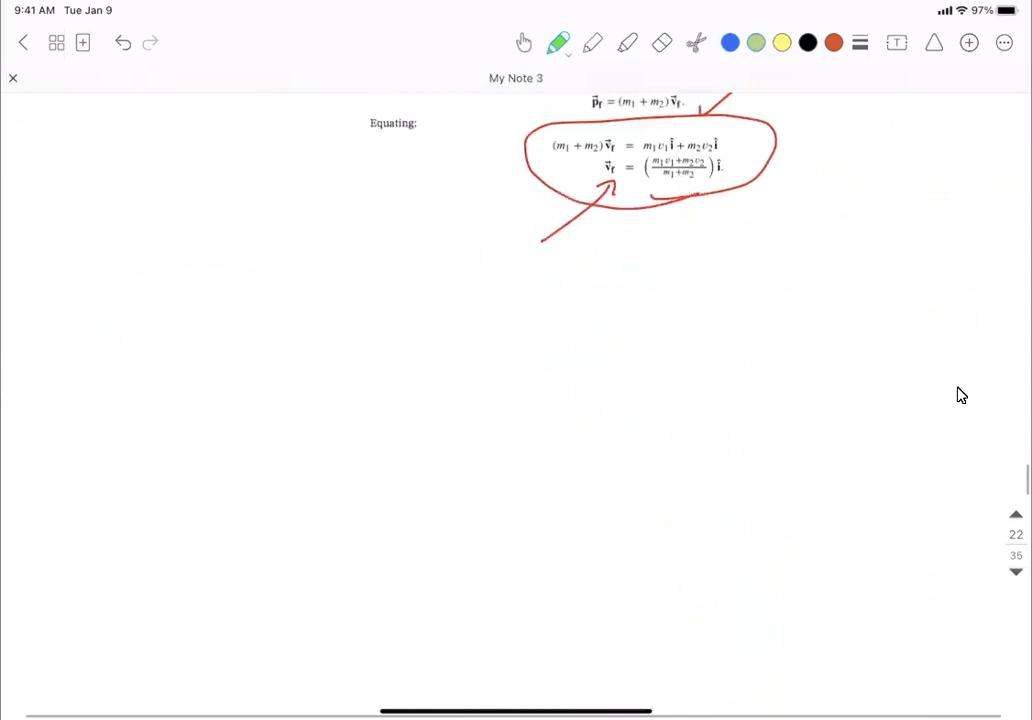 9:41 AM Tue Jan 9
97%
T
My Note 3
p⃗f = (m₁ + m₂)v⃗f.
Equating:
(m₁ + m₂)v⃗f = m₁v₁î + m₂v₂î
v⃗f = (m₁v₁+m₂v₂ / m₁+m₂) î.
22
35